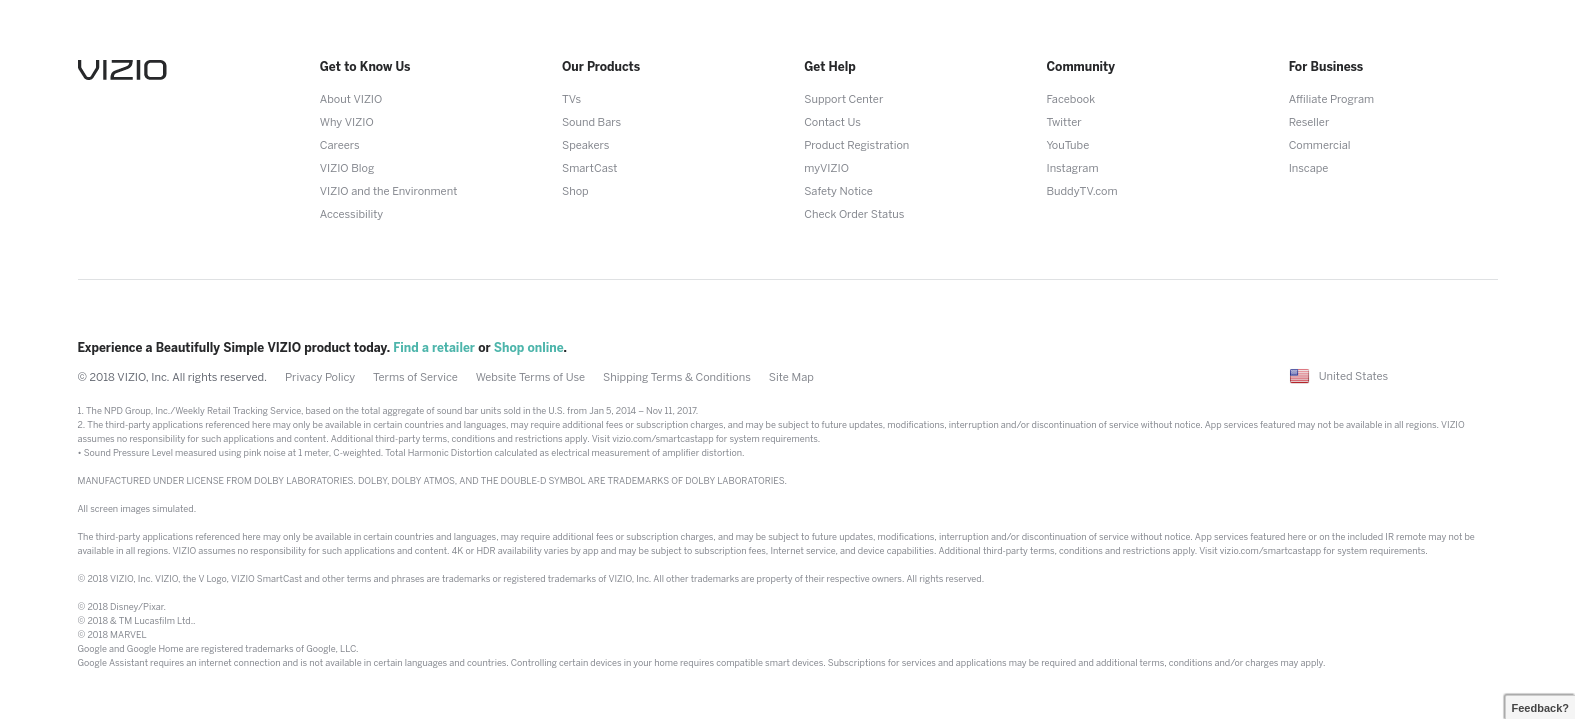 VIZIO
Get to Know Us
About VIZIO
Why VIZIO
Careers
VIZIO Blog
VIZIO and the Environment
Accessibility
Our Products
TVs
Sound Bars
Speakers
SmartCast
Shop
Get Help
Support Center
Contact Us
Product Registration
myVIZIO
Safety Notice
Check Order Status
Community
Facebook
Twitter
YouTube
Instagram
BuddyTV.com
For Business
Affiliate Program
Reseller
Commercial
Inscape
Experience a Beautifully Simple VIZIO product today. Find a retailer or Shop online.
© 2018 VIZIO, Inc. All rights reserved. Privacy Policy Terms of Service Website Terms of Use Shipping Terms & Conditions Site Map
United States
1. The NPD Group, Inc./Weekly Retail Tracking Service, based on the total aggregate of sound bar units sold in the U.S. from Jan 5, 2014 – Nov 11, 2017.
2. The third-party applications referenced here may only be available in certain countries and languages, may require additional fees or subscription charges, and may be subject to future updates, modifications, interruption and/or discontinuation of service without notice. App services featured may not be available in all regions. VIZIO
assumes no responsibility for such applications and content. Additional third-party terms, conditions and restrictions apply. Visit vizio.com/smartcastapp for system requirements.
• Sound Pressure Level measured using pink noise at 1 meter, C-weighted. Total Harmonic Distortion calculated as electrical measurement of amplifier distortion.
MANUFACTURED UNDER LICENSE FROM DOLBY LABORATORIES. DOLBY, DOLBY ATMOS, AND THE DOUBLE-D SYMBOL ARE TRADEMARKS OF DOLBY LABORATORIES.
All screen images simulated.
The third-party applications referenced here may only be available in certain countries and languages, may require additional fees or subscription charges, and may be subject to future updates, modifications, interruption and/or discontinuation of service without notice. App services featured here or on the included IR remote may not be
available in all regions. VIZIO assumes no responsibility for such applications and content. 4K or HDR availability varies by app and may be subject to subscription fees, Internet service, and device capabilities. Additional third-party terms, conditions and restrictions apply. Visit vizio.com/smartcastapp for system requirements.
© 2018 VIZIO, Inc. VIZIO, the V Logo, VIZIO SmartCast and other terms and phrases are trademarks or registered trademarks of VIZIO, Inc. All other trademarks are property of their respective owners. All rights reserved.
© 2018 Disney/Pixar.
© 2018 & TM Lucasfilm Ltd..
© 2018 MARVEL
Google and Google Home are registered trademarks of Google, LLC.
Google Assistant requires an internet connection and is not available in certain languages and countries. Controlling certain devices in your home requires compatible smart devices. Subscriptions for services and applications may be required and additional terms, conditions and/or charges may apply.
Feedback?